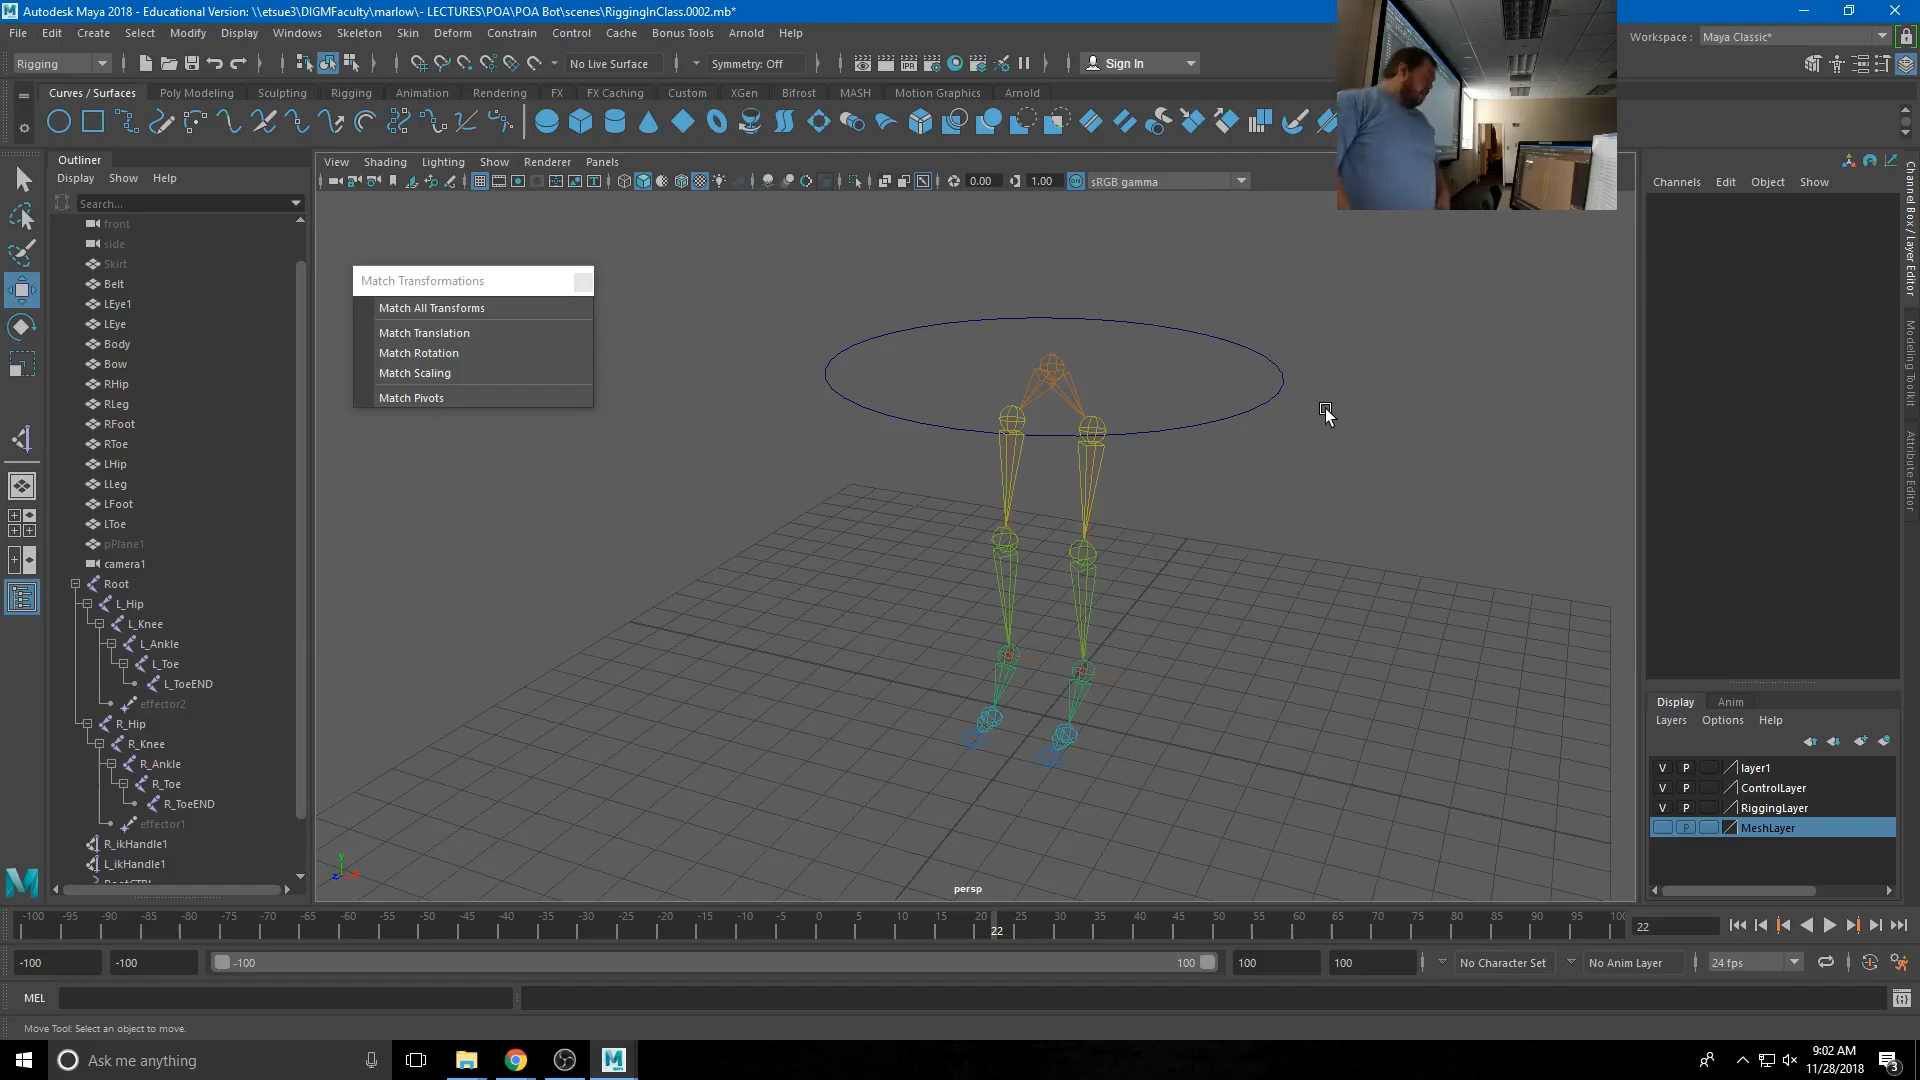 Autodesk Maya 2018 - Educational Version: \\etsue3\DIGMFaculty\marlow\- LECTURES\POA\POA Bot\scenes\RiggingInClass.0002.mb*
File Edit Create Select Modify Display Windows Skeleton Skin Deform Constrain Control Cache Bonus Tools Arnold Help
Workspace : Maya Classic*
Rigging
No Live Surface
Symmetry: Off
IPR
Sign In
Curves / Surfaces Poly Modeling Sculpting Rigging Animation Rendering FX FX Caching Custom XGen Bifrost MASH Motion Graphics Arnold
Outliner
Display Show Help
Search...
front
side
Skirt
Belt
LEye1
LEye
Body
Bow
RHip
RLeg
RFoot
RToe
LHip
LLeg
LFoot
LToe
pPlane1
camera1
Root
L_Hip
L_Knee
L_Ankle
L_Toe
L_ToeEND
effector2
R_Hip
R_Knee
R_Ankle
R_Toe
R_ToeEND
effector1
R_ikHandle1
L_ikHandle1
View Shading Lighting Show Renderer Panels
0.00
1.00
sRGB gamma
Match Transformations
Match All Transforms
Match Translation
Match Rotation
Match Scaling
Match Pivots
y
z
x
persp
Channels Edit Object Show
Channel Box / Layer Editor
Modeling Toolkit
Attribute Editor
Display Anim
Layers Options Help
V P layer1
V P ControlLayer
V P RiggingLayer
P MeshLayer
-100 -95 -90 -85 -80 -75 -70 -65 -60 -55 -50 -45 -40 -35 -30 -25 -20 -15 -10 -5 0 5 10 15 20 25 30 35 40 45 50 55 60 65 70 75 80 85 90 95
22
22
-100
-100
-100
100
100
100
No Character Set
No Anim Layer
24 fps
MEL
Move Tool: Select an object to move.
Ask me anything
9:02 AM
11/28/2018
3